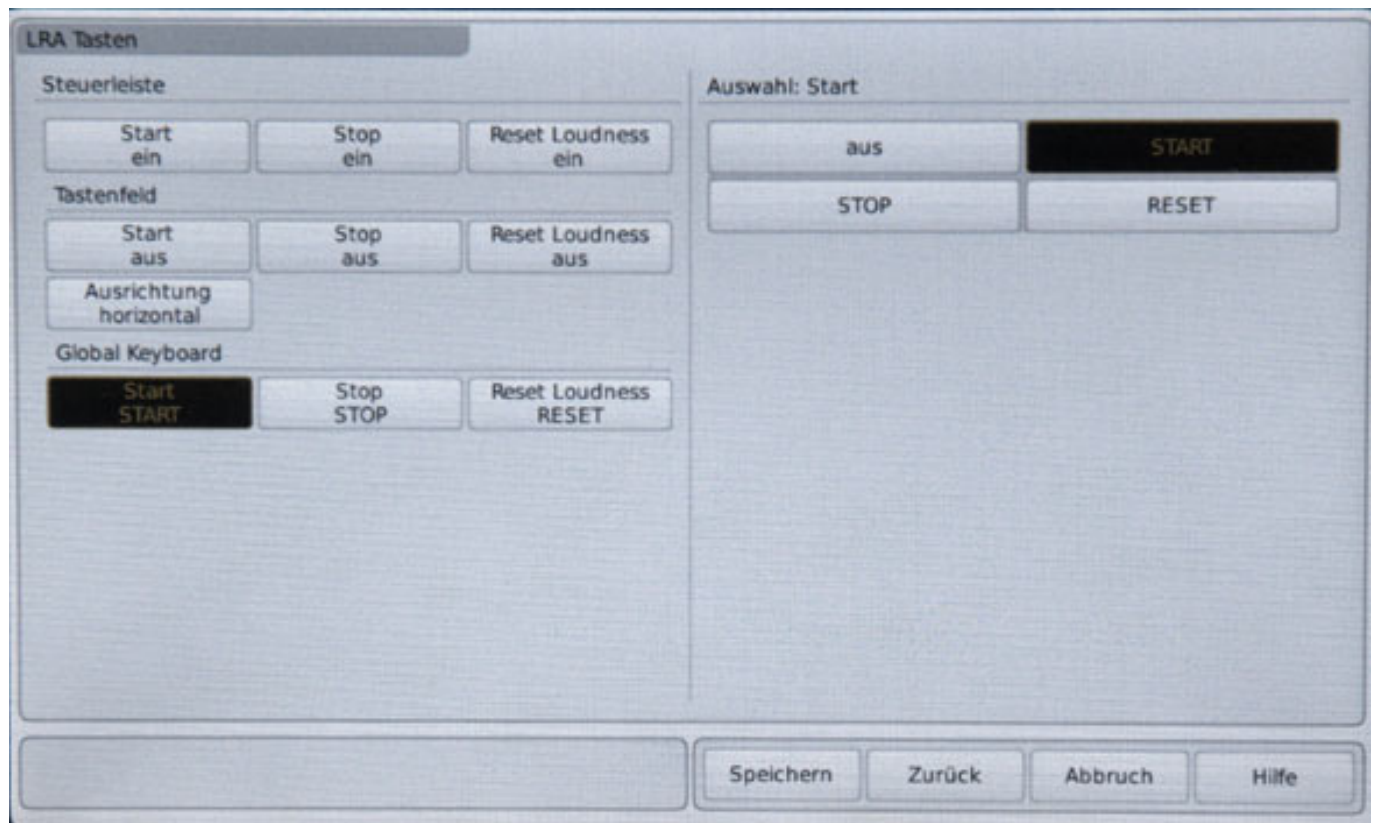 LRA Tasten
Steuerleiste
Start
ein
Stop
ein
Reset Loudness
ein
Tastenfeld
Start
aus
Stop
aus
Reset Loudness
aus
Ausrichtung
horizontal
Global Keyboard
Start
START
Stop
STOP
Reset Loudness
RESET
Auswahl: Start
aus
START
STOP
RESET
Speichern
Zurück
Abbruch
Hilfe